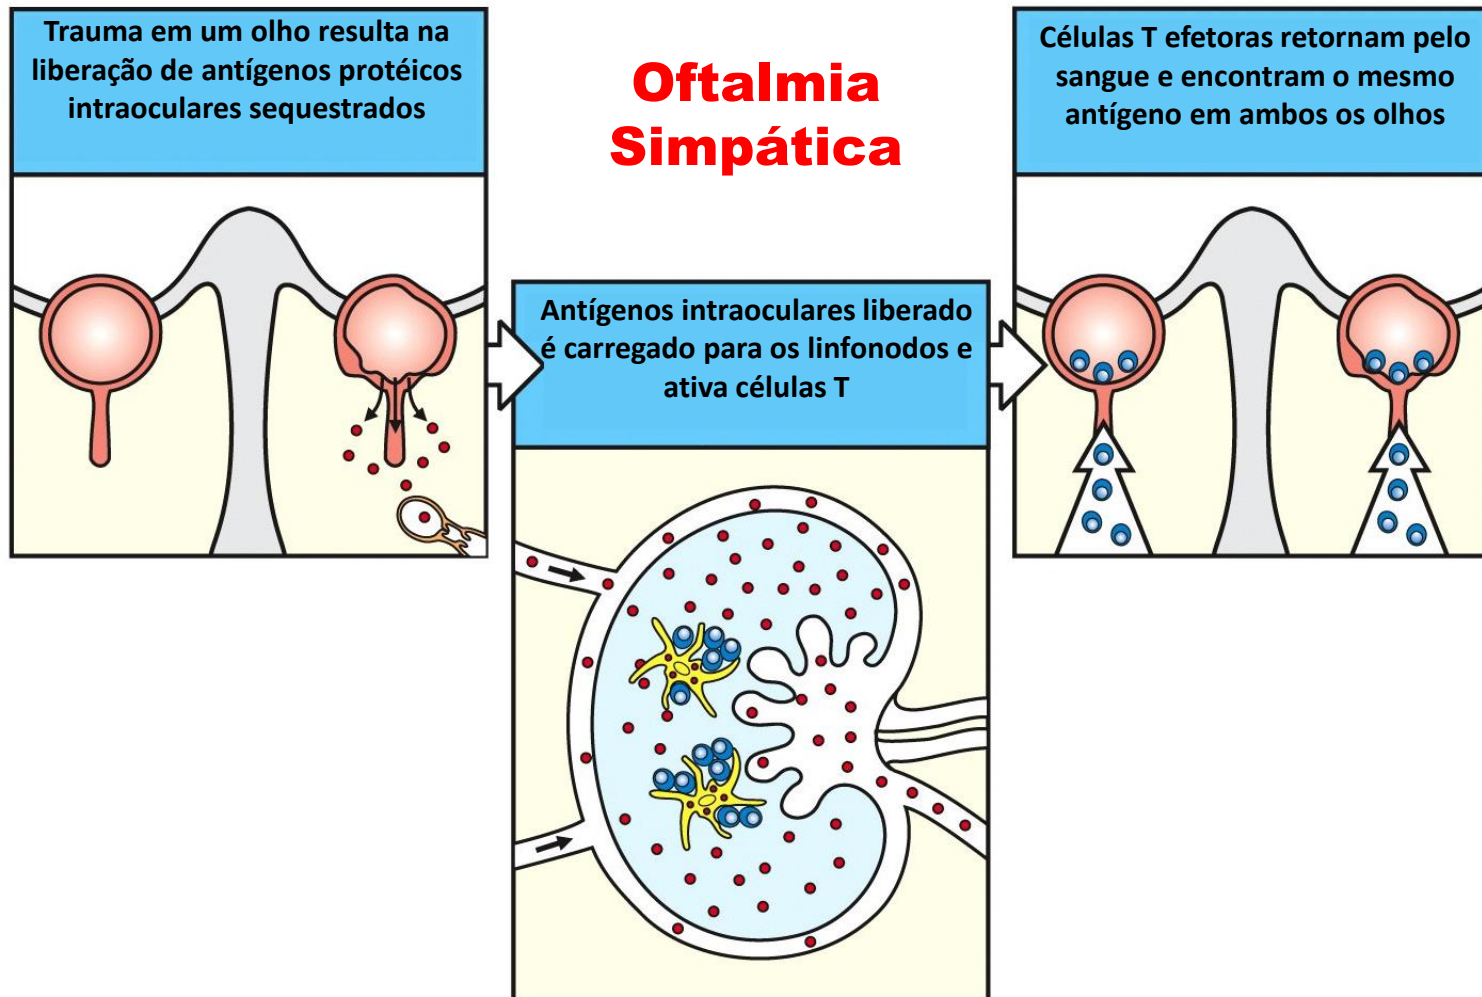 Trauma em um olho resulta na
liberação de antígenos protéicos
intraoculares sequestrados
Oftalmia
Simpática
Antígenos intraoculares liberado
é carregado para os linfonodos e
ativa células T
Células T efetoras retornam pelo
sangue e encontram o mesmo
antígeno em ambos os olhos